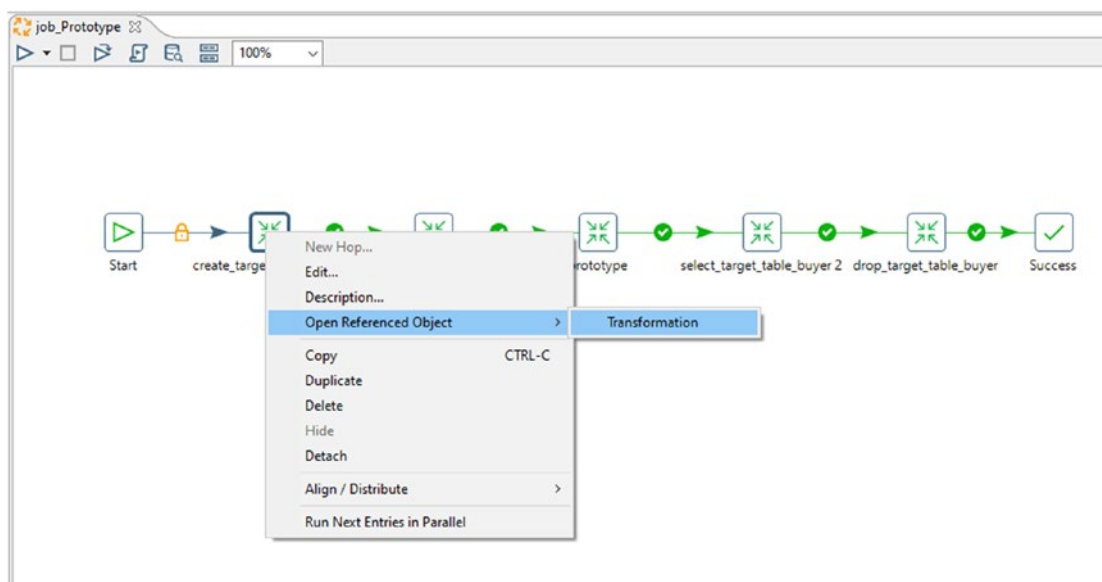 job_Prototype
100%
Start
create_targe
prototype
select_target_table_buyer 2
drop_target_table_buyer
Success
New Hop...
Edit...
Description...
Open Referenced Object
Transformation
Copy CTRL-C
Duplicate
Delete
Hide
Detach
Align / Distribute
Run Next Entries in Parallel